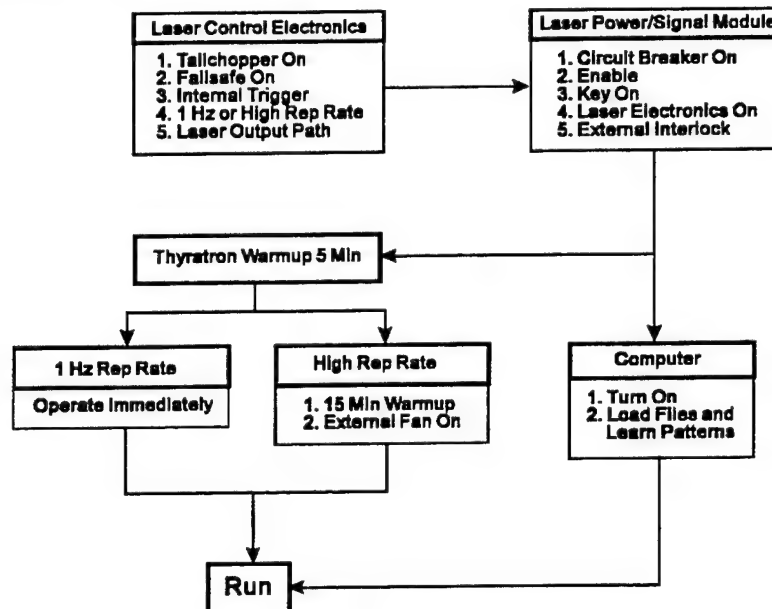 Laser Control Electronics
1. Tailchopper On
2. Failsafe On
3. Internal Trigger
4. 1 Hz or High Rep Rate
5. Laser Output Path
Laser Power/Signal Module
1. Circuit Breaker On
2. Enable
3. Key On
4. Laser Electronics On
5. External Interlock
Thyratron Warmup 5 Min
1 Hz Rep Rate
Operate Immediately
High Rep Rate
1. 15 Min Warmup
2. External Fan On
Computer
1. Turn On
2. Load Files and
Learn Patterns
Run